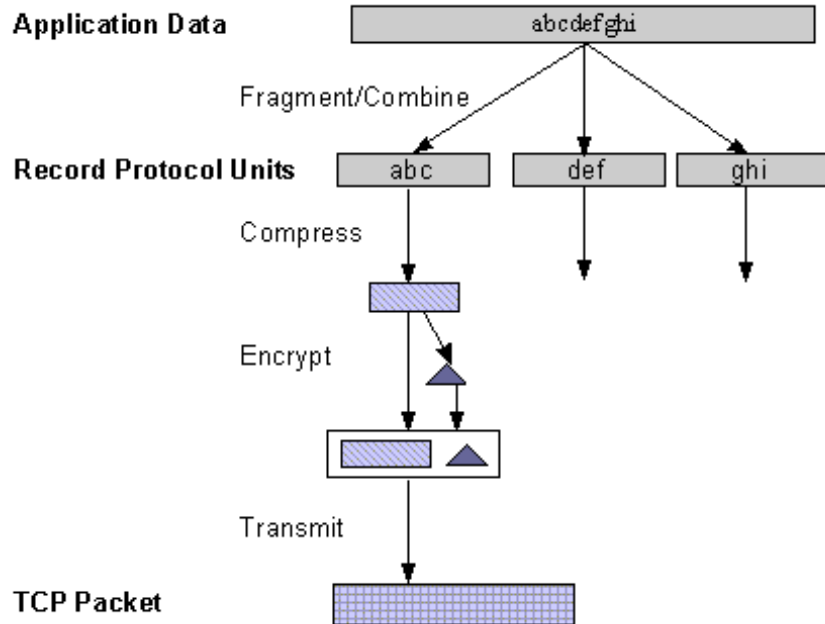 Application Data
abcdefghi
Fragment/Combine
Record Protocol Units
abc
def
ghi
Compress
Encrypt
Transmit
TCP Packet